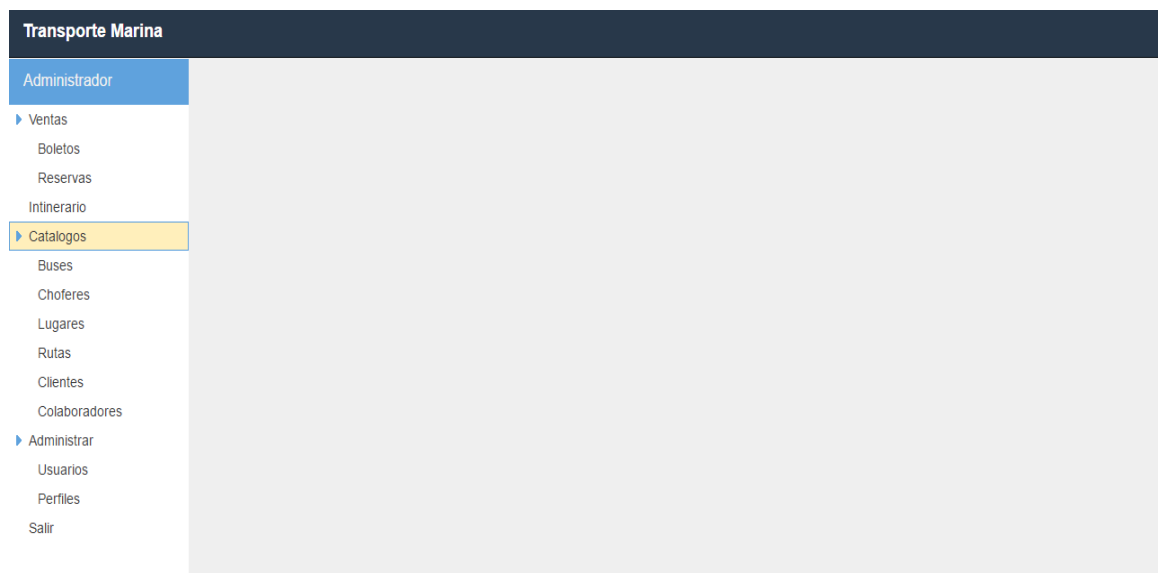 Transporte Marina
Administrador
Ventas
Boletos
Reservas
Intinerario
Catalogos
Buses
Choferes
Lugares
Rutas
Clientes
Colaboradores
Administrar
Usuarios
Perfiles
Salir